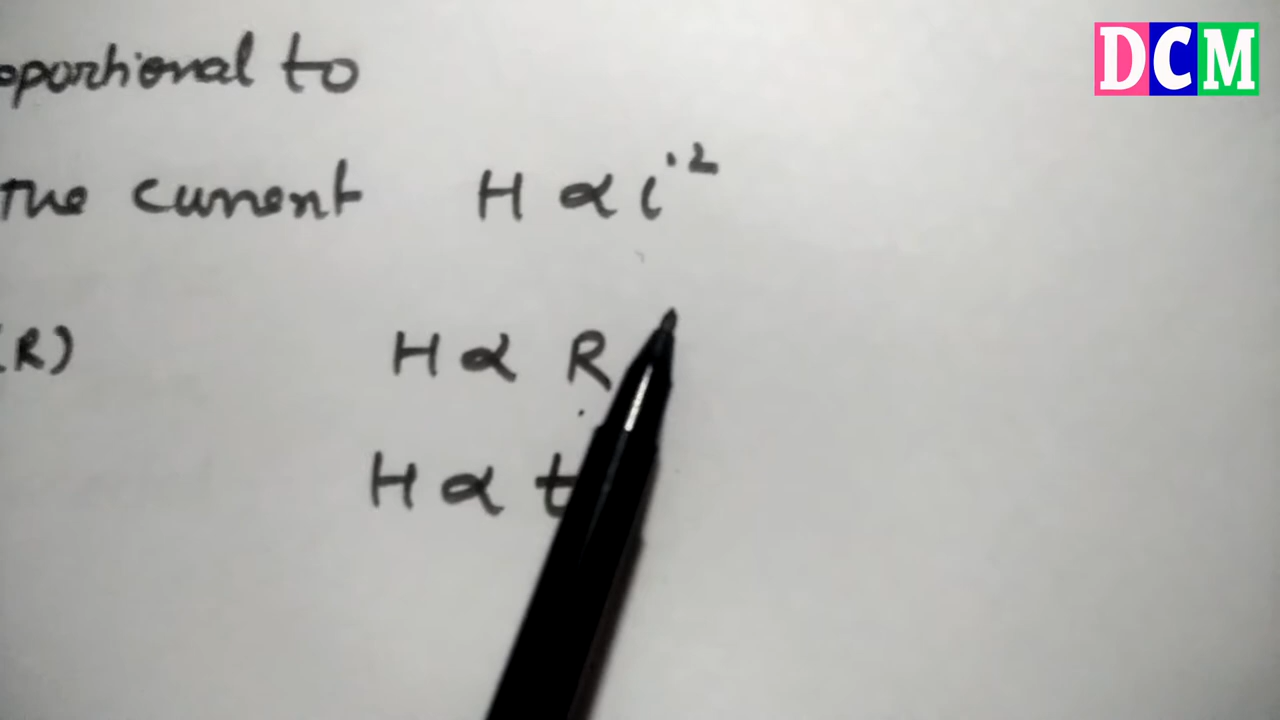 DCM
oportional to
the current H ∝ i²
(R) H ∝ R
H ∝ t